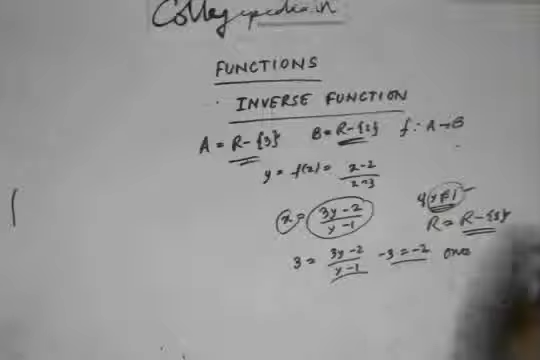 Collegepedia.in
FUNCTIONS
INVERSE FUNCTION
A = R-{3} B = R-{1} f: A→B
y = f(x) = x-2/x-3
x = 3y-2/y-1 y≠1
R = R-{1}
3 = 3y-2/y-1 -3 = -2 one